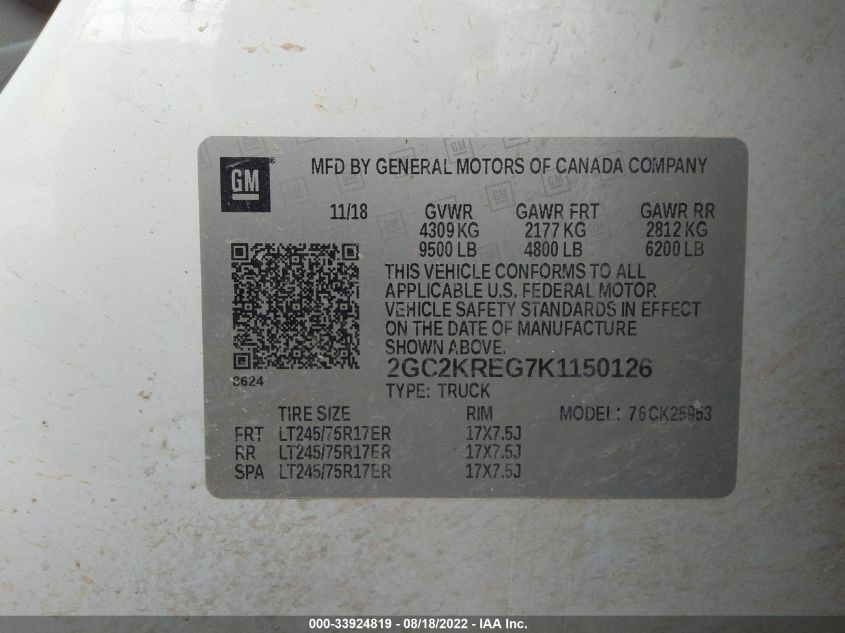 GM ® MFD BY GENERAL MOTORS OF CANADA COMPANY
11/18 GVWR GAWR FRT GAWR RR
4309 KG 2177 KG 2812 KG
9500 LB 4800 LB 6200 LB
THIS VEHICLE CONFORMS TO ALL
APPLICABLE U.S. FEDERAL MOTOR
VEHICLE SAFETY STANDARDS IN EFFECT
ON THE DATE OF MANUFACTURE
SHOWN ABOVE.
2GC2KREG7K1150126
8624
TYPE: TRUCK
TIRE SIZE RIM MODEL: 76CK25953
FRT LT245/75R17ER 17X7.5J
RR LT245/75R17ER 17X7.5J
SPA LT245/75R17ER 17X7.5J
000-33924819 - 08/18/2022 - Copyright IAA, Inc.